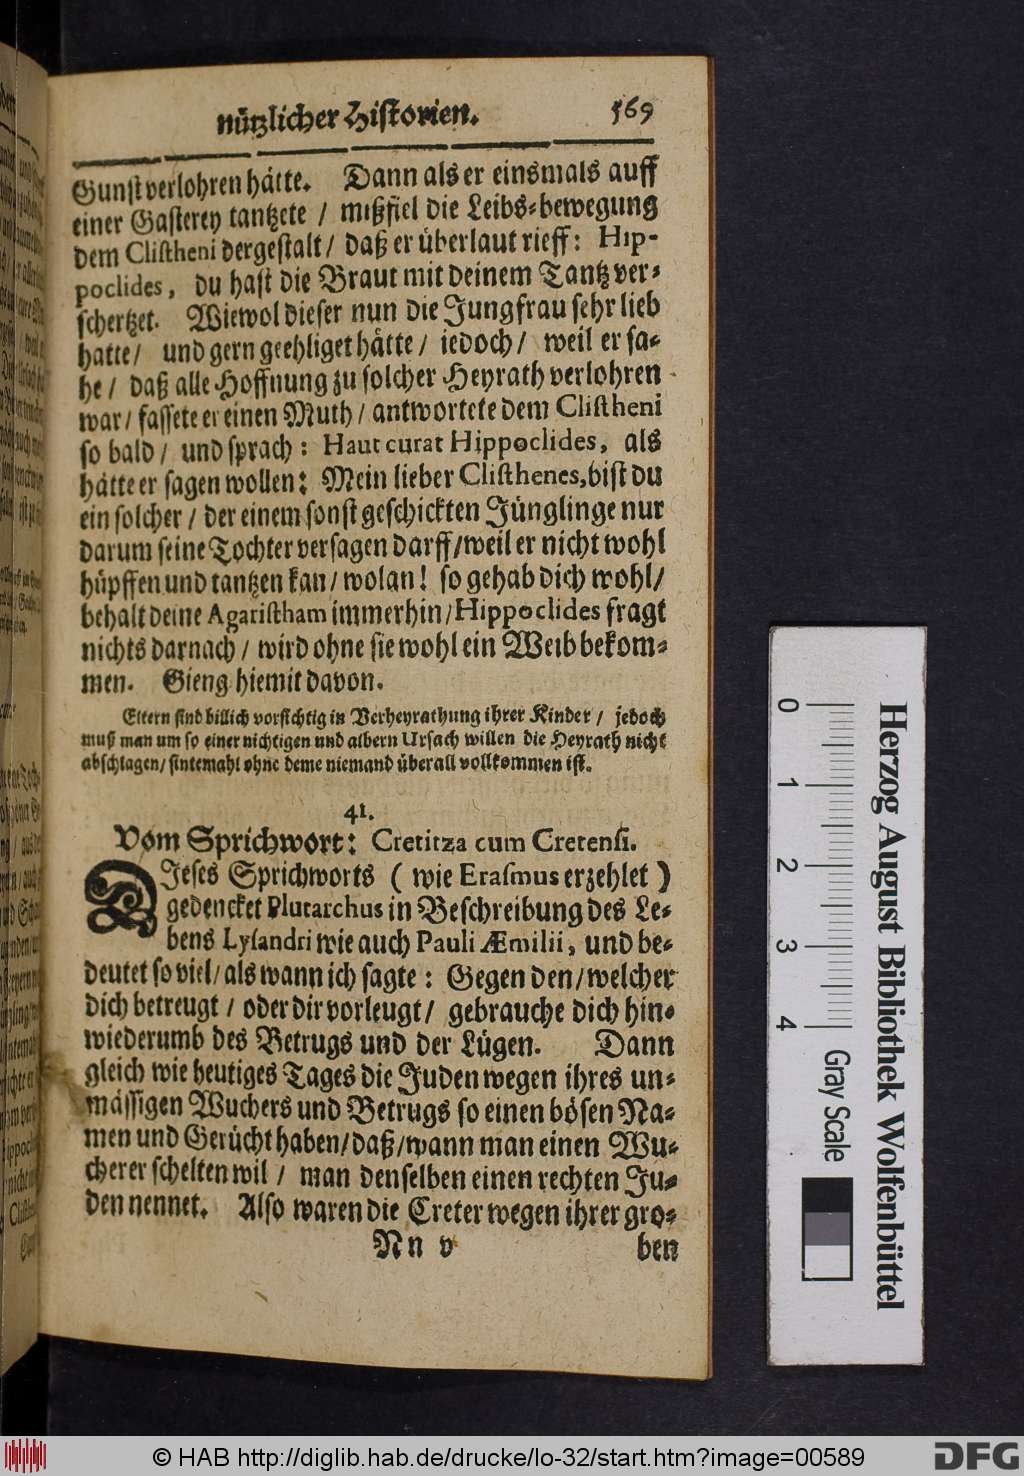 nützlicher Historien. 569
Gunst verlohren hätte. Dann als er einsmals auff
einer Gasterey tantzete / mißfiel die Leibs-bewegung
dem Clistheni dergestalt / daß er überlaut rieff: Hip-
poclides, du hast die Braut mit deinem Tantz ver-
schertzet. Wiewol dieser nun die Jungfrau sehr lieb
hatte / und gern geehliget hätte / iedoch / weil er sa-
he / daß alle Hoffnung zu solcher Heyrath verlohren
war / fassete er einen Muth / antwortete dem Clistheni
so bald / und sprach: Haut curat Hippoclides, als
hätte er sagen wollen: Mein lieber Clisthenes, bist du
ein solcher / der einem sonst geschickten Jünglinge nur
darum seine Tochter versagen darff / weil er nicht wohl
hüpffen und tantzen kan / wolan! so gehab dich wohl /
behalt deine Agaristham immerhin / Hippoclides fragt
nichts darnach / wird ohne sie wohl ein Weib bekom-
men. Gieng hiemit davon.
Eltern sind billich vorsichtig in Verheyrathung ihrer Kinder / jedoch
muß man um so einer nichtigen und albern Ursach willen die Heyrath nicht
abschlagen / sintemahl ohne deme niemand überall vollkommen ist.
41.
Vom Sprichwort: Cretitza cum Cretensi.
DJeses Sprichworts ( wie Erasmus erzehlet )
gedencket Plutarchus in Beschreibung des Le-
bens Lysandri wie auch Pauli Æmilii, und be-
deutet so viel / als wann ich sagte: Gegen den / welcher
dich betreugt / oder dir vorleugt / gebrauche dich hin-
wiederumb des Betrugs und der Lügen. Dann
gleich wie heutiges Tages die Juden wegen ihres un-
mässigen Wuchers und Betrugs so einen bösen Na-
men und Gerücht haben / daß / wann man einen Wu-
cherer schelten wil / man denselben einen rechten Ju-
den nennet. Also waren die Creter wegen ihrer gro-
Nn v ben
0 1 2 3 4
Gray Scale
Herzog August Bibliothek Wolfenbüttel
© HAB http://diglib.hab.de/drucke/lo-32/start.htm?image=00589
DFG